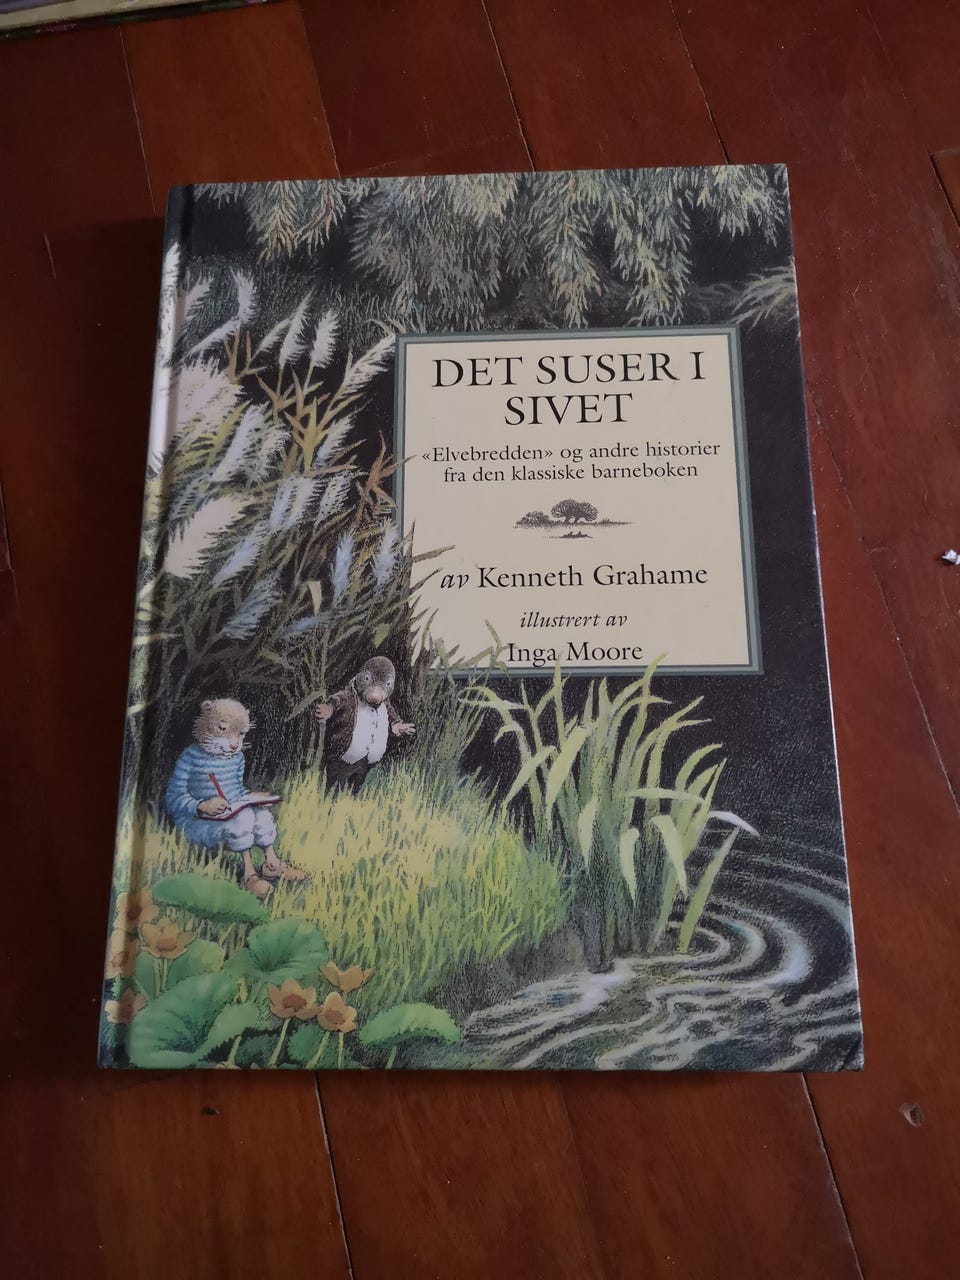 DET SUSER I
SIVET
«Elvebredden» og andre historier
fra den klassiske barneboken
av Kenneth Grahame
illustrert av
Inga Moore